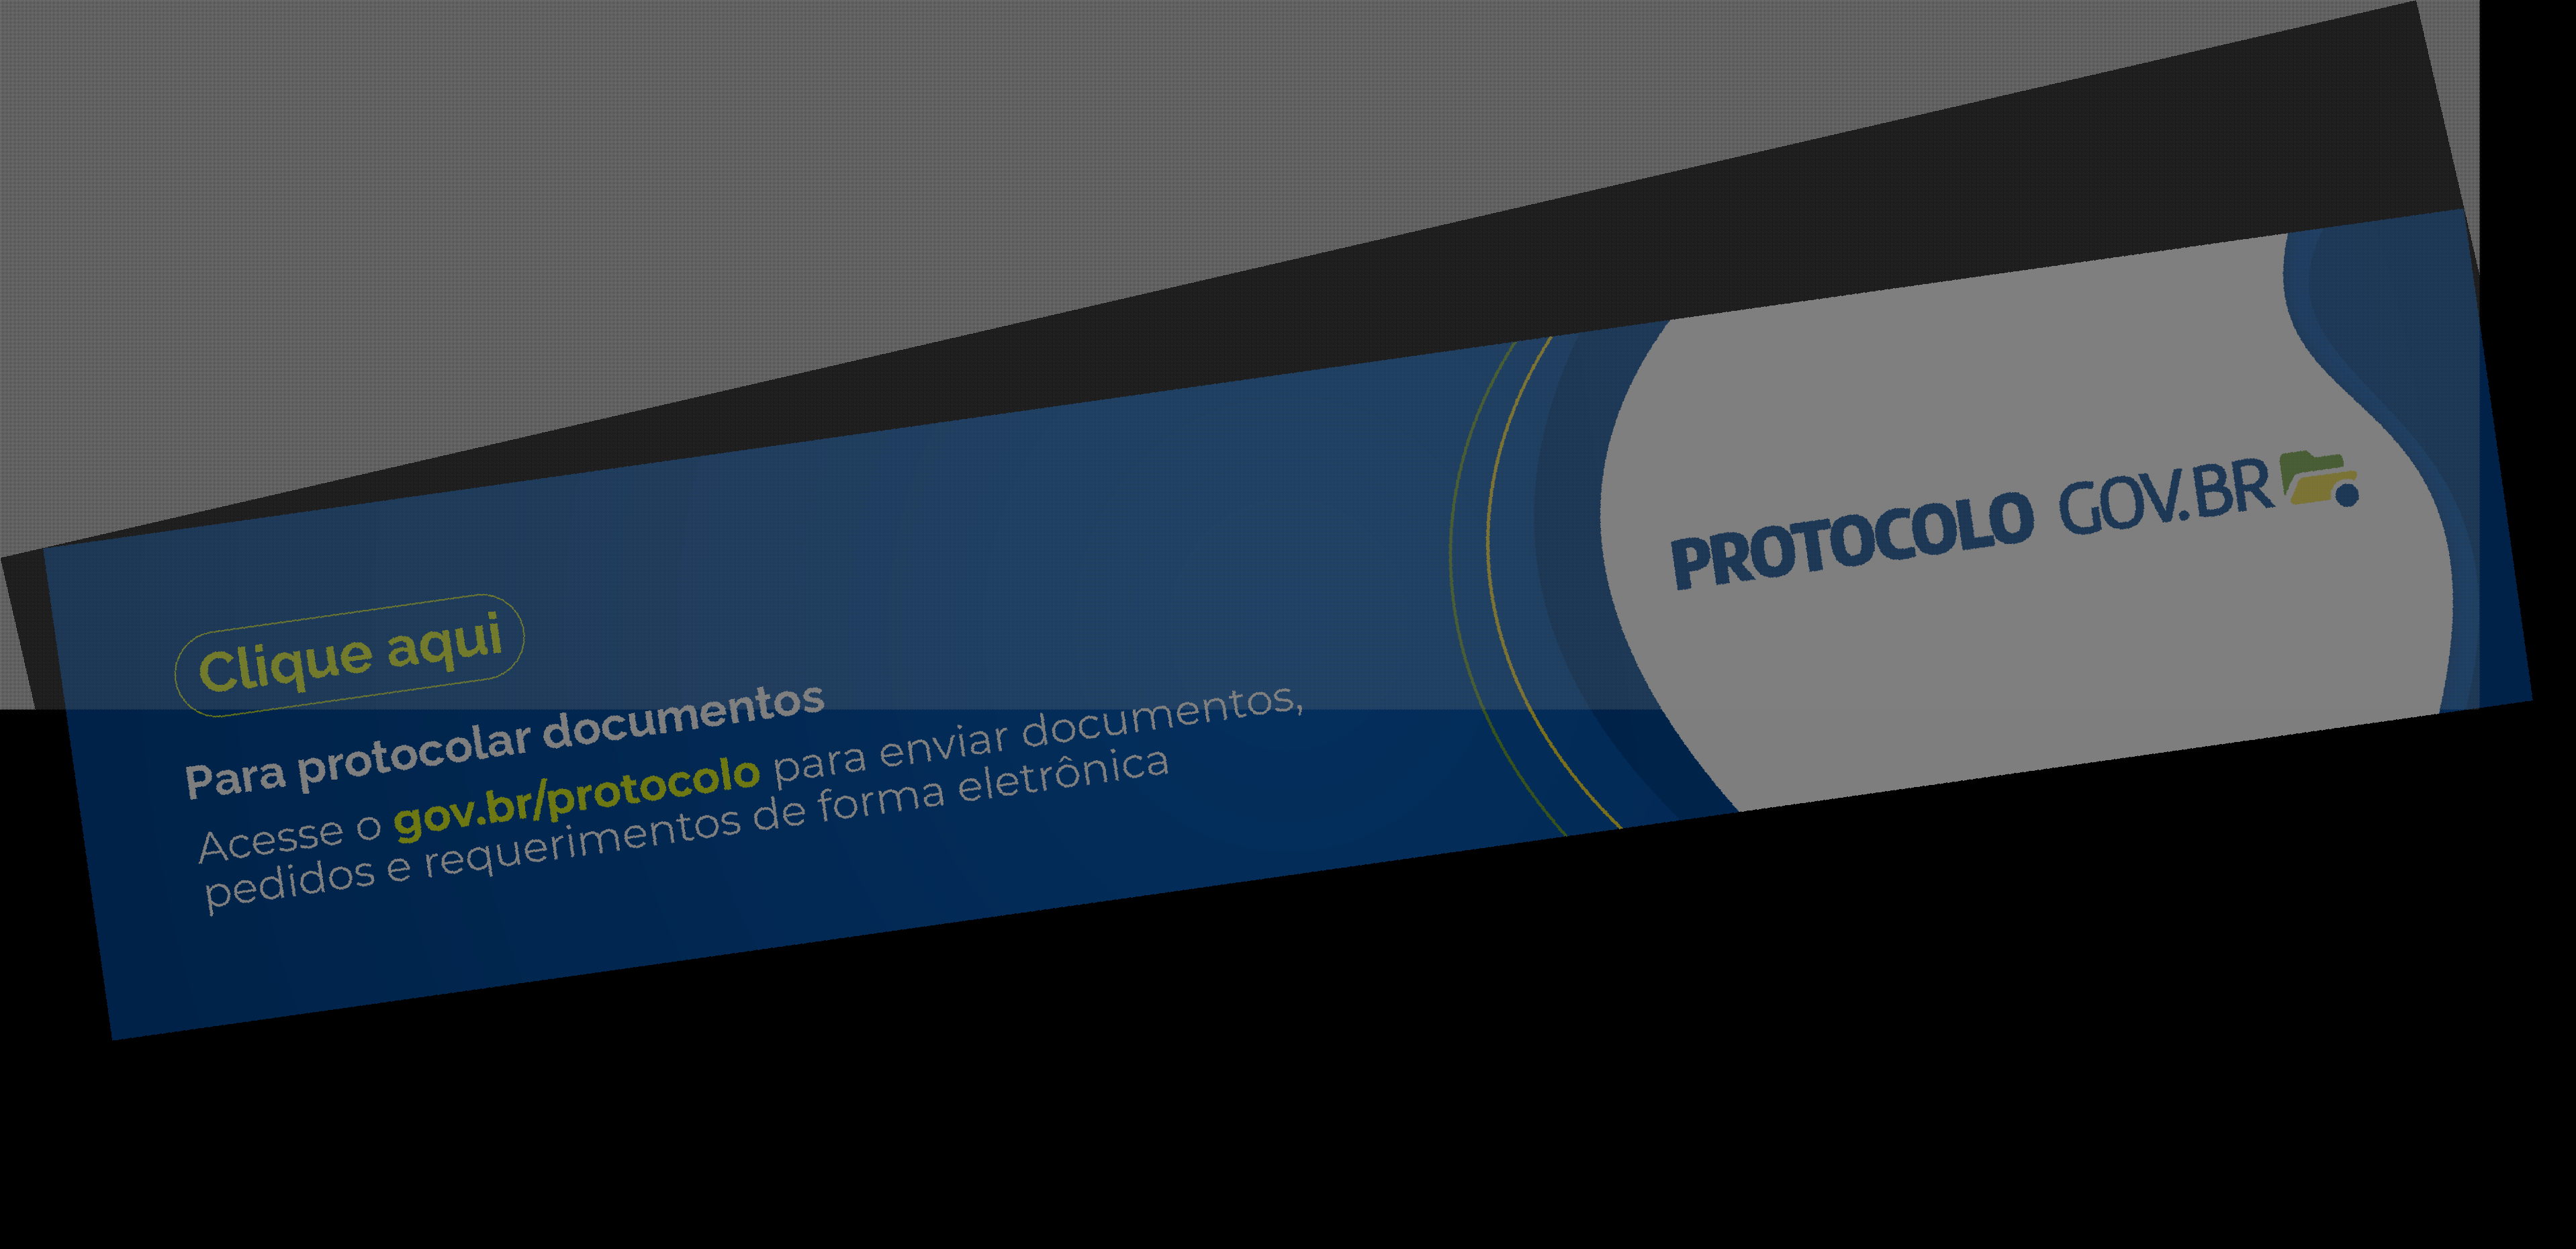 Clique aqui
Para protocolar documentos
Acesse o gov.br/protocolo para enviar documentos,
pedidos e requerimentos de forma eletrônica
PROTOCOLO GOV.BR